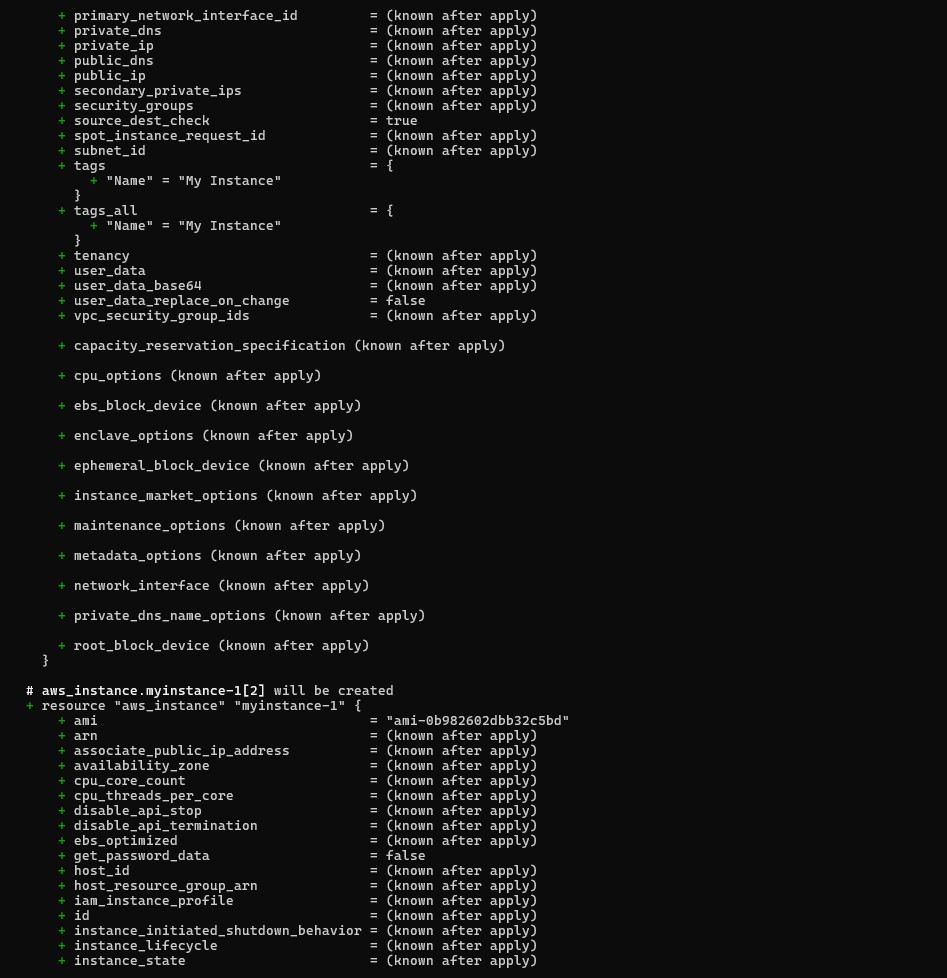 + primary_network_interface_id         = (known after apply)
+ private_dns                          = (known after apply)
+ private_ip                           = (known after apply)
+ public_dns                           = (known after apply)
+ public_ip                            = (known after apply)
+ secondary_private_ips                = (known after apply)
+ security_groups                      = (known after apply)
+ source_dest_check                    = true
+ spot_instance_request_id             = (known after apply)
+ subnet_id                            = (known after apply)
+ tags                                 = {
+ "Name" = "My Instance"
}
+ tags_all                             = {
+ "Name" = "My Instance"
}
+ tenancy                              = (known after apply)
+ user_data                            = (known after apply)
+ user_data_base64                     = (known after apply)
+ user_data_replace_on_change          = false
+ vpc_security_group_ids               = (known after apply)
+ capacity_reservation_specification (known after apply)
+ cpu_options (known after apply)
+ ebs_block_device (known after apply)
+ enclave_options (known after apply)
+ ephemeral_block_device (known after apply)
+ instance_market_options (known after apply)
+ maintenance_options (known after apply)
+ metadata_options (known after apply)
+ network_interface (known after apply)
+ private_dns_name_options (known after apply)
+ root_block_device (known after apply)
}
# aws_instance.myinstance-1[2] will be created
+ resource "aws_instance" "myinstance-1" {
+ ami                                  = "ami-0b982602dbb32c5bd"
+ arn                                  = (known after apply)
+ associate_public_ip_address          = (known after apply)
+ availability_zone                    = (known after apply)
+ cpu_core_count                       = (known after apply)
+ cpu_threads_per_core                 = (known after apply)
+ disable_api_stop                     = (known after apply)
+ disable_api_termination              = (known after apply)
+ ebs_optimized                        = (known after apply)
+ get_password_data                    = false
+ host_id                              = (known after apply)
+ host_resource_group_arn              = (known after apply)
+ iam_instance_profile                 = (known after apply)
+ id                                   = (known after apply)
+ instance_initiated_shutdown_behavior = (known after apply)
+ instance_lifecycle                   = (known after apply)
+ instance_state                       = (known after apply)